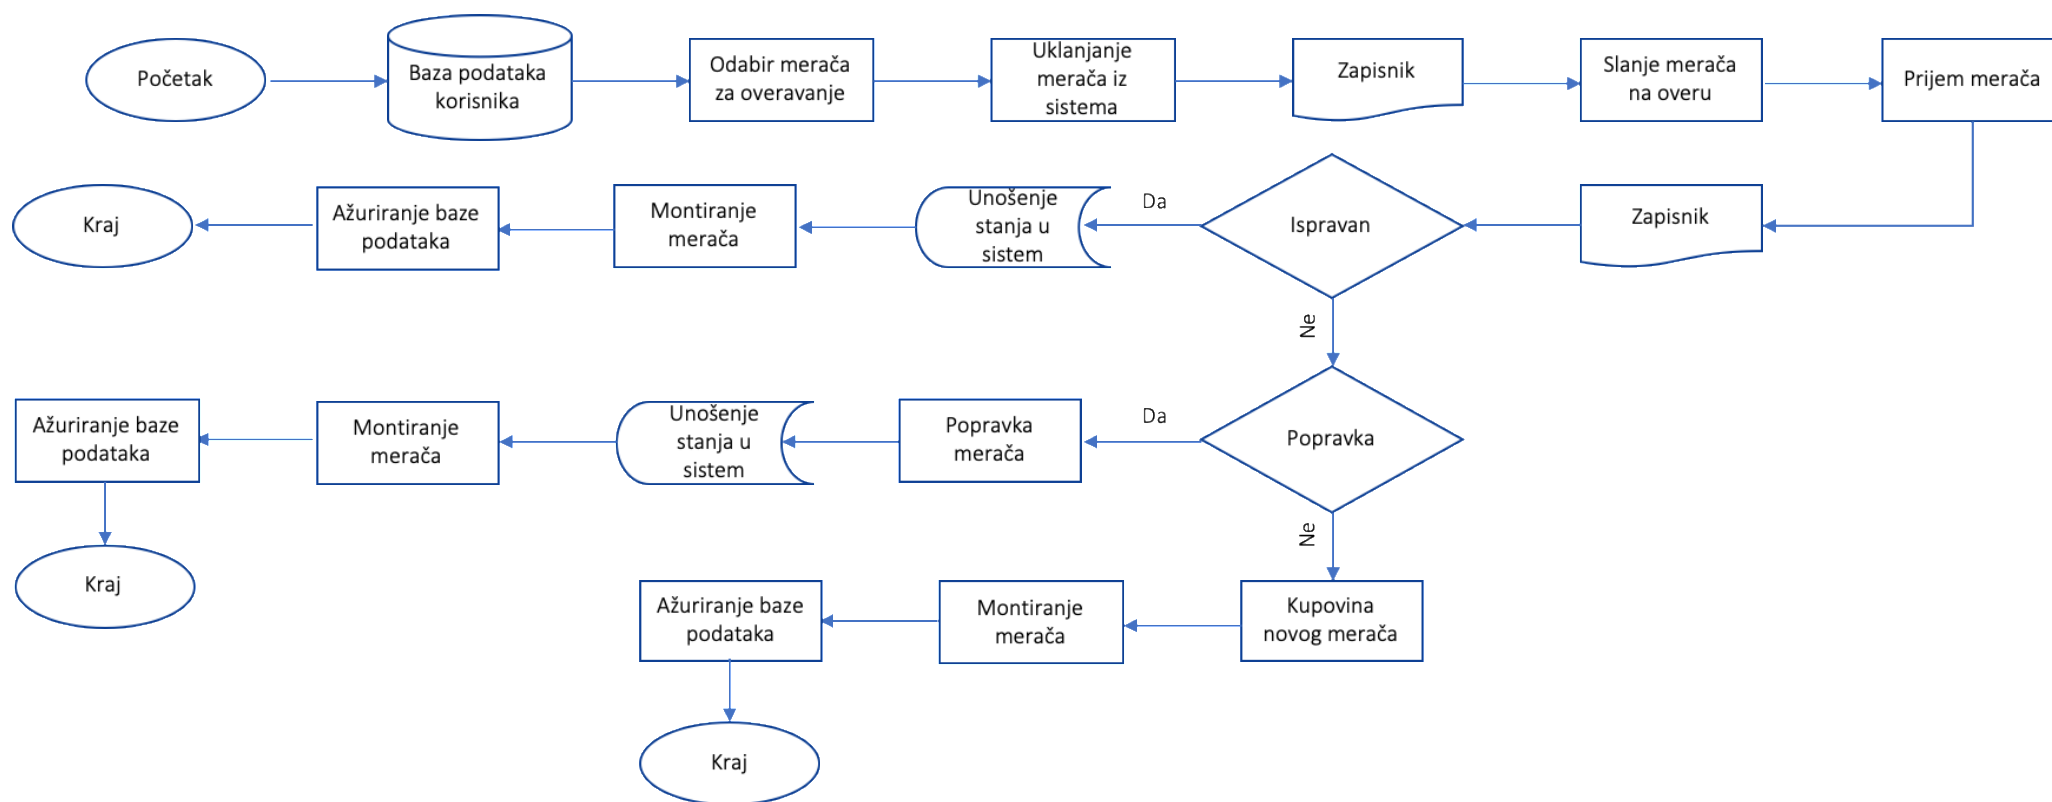 Početak
Baza podataka
korisnika
Odabir merača
za overavanje
Uklanjanje
merača iz
sistema
Zapisnik
Slanje merača
na overu
Prijem merača
Kraj
Ažuriranje baze
podataka
Montiranje
merača
Unošenje
stanja u
sistem
Da
Ispravan
Zapisnik
Ne
Ažuriranje baze
podataka
Montiranje
merača
Unošenje
stanja u
sistem
Popravka
merača
Da
Popravka
Ne
Kraj
Ažuriranje baze
podataka
Montiranje
merača
Kupovina
novog merača
Kraj